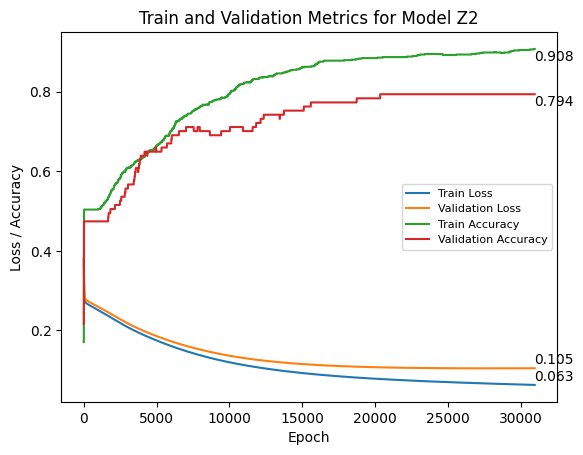 Train and Validation Metrics for Model Z2
Loss / Accuracy
0.8
0.6
0.4
0.2
0.908
0.794
Train Loss
Validation Loss
Train Accuracy
Validation Accuracy
0.105
0.063
0
5000
10000
15000
20000
25000
30000
Epoch